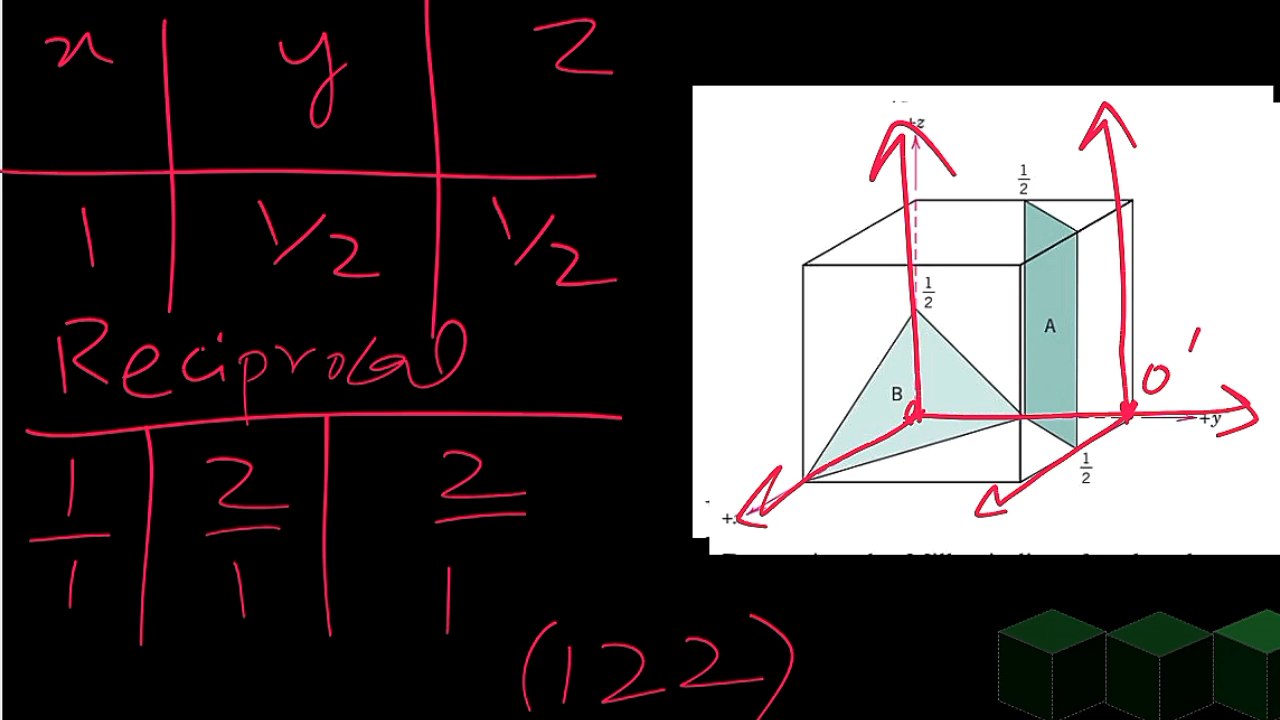 x y z
1 1/2 1/2
Reciprocal
1 2 2
1 1 1
(122)
+z
1
2
1
2
A
B
O
O'
+y
1
2
+